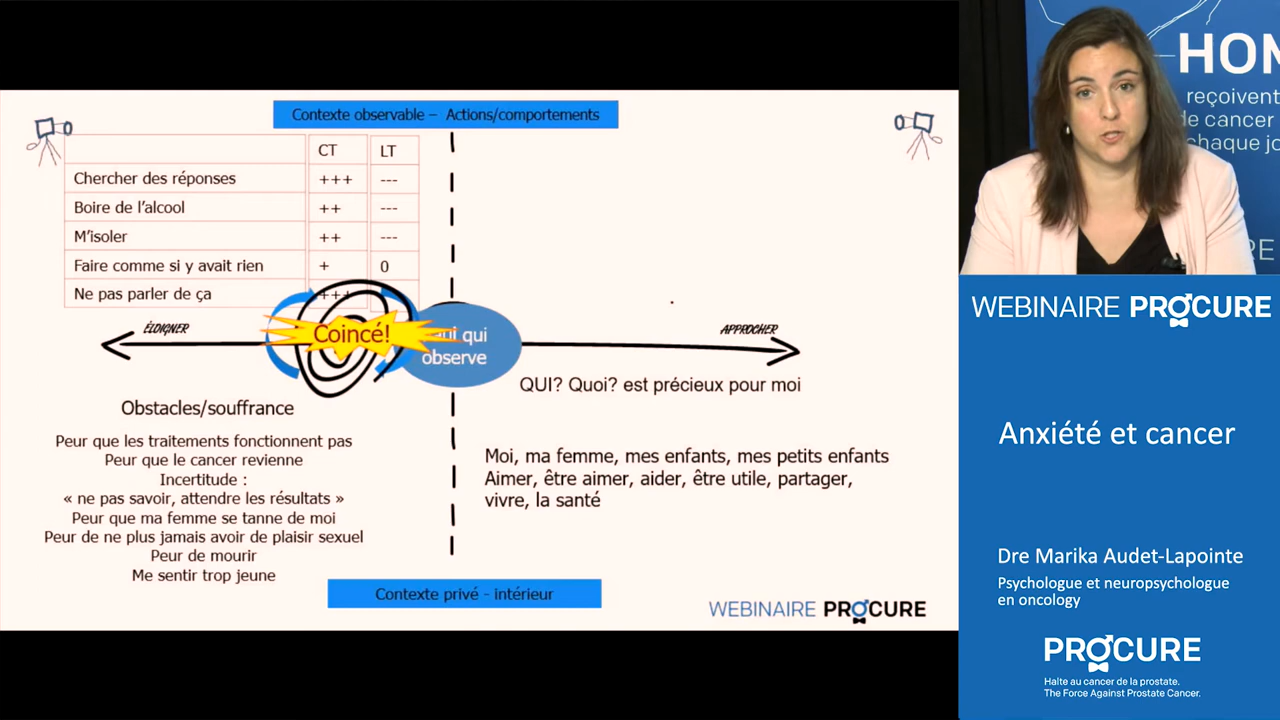 Contexte observable – Actions/comportements
CT LT
Chercher des réponses +++ ---
Boire de l'alcool ++ ---
M'isoler ++ ---
Faire comme si y avait rien + 0
Ne pas parler de ça +++
ÉLOIGNER
Coincé!
qui
observe
APPROCHER
QUI? Quoi? est précieux pour moi
Obstacles/souffrance
Peur que les traitements fonctionnent pas
Peur que le cancer revienne
Incertitude :
« ne pas savoir, attendre les résultats »
Peur que ma femme se tanne de moi
Peur de ne plus jamais avoir de plaisir sexuel
Peur de mourir
Me sentir trop jeune
Moi, ma femme, mes enfants, mes petits enfants
Aimer, être aimer, aider, être utile, partager,
vivre, la santé
Contexte privé - intérieur
WEBINAIRE PROCURE
HOM
reçoivent
de cancer
chaque jo
RE
WEBINAIRE PROCURE
Anxiété et cancer
Dre Marika Audet-Lapointe
Psychologue et neuropsychologue
en oncology
PROCURE
Halte au cancer de la prostate.
The Force Against Prostate Cancer.